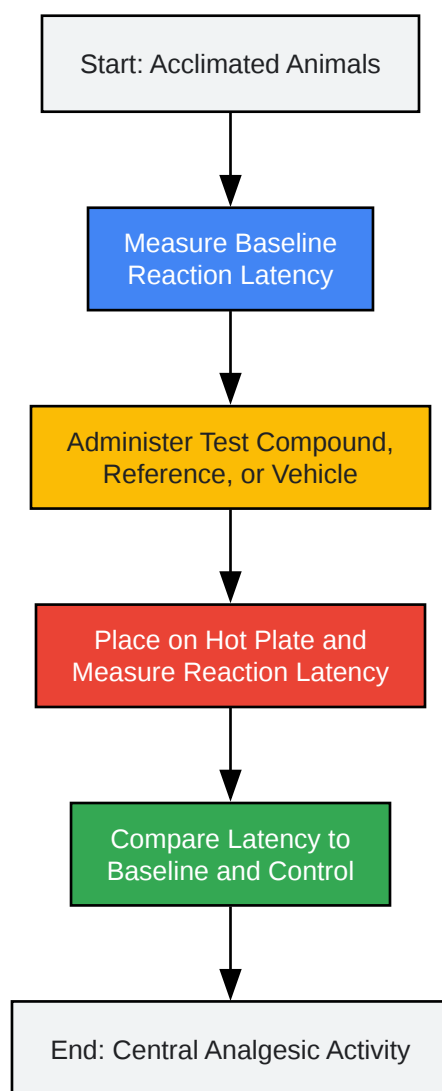 Start: Acclimated Animals
Measure Baseline
Reaction Latency
Administer Test Compound,
Reference, or Vehicle
Place on Hot Plate and
Measure Reaction Latency
Compare Latency to
Baseline and Control
End: Central Analgesic Activity